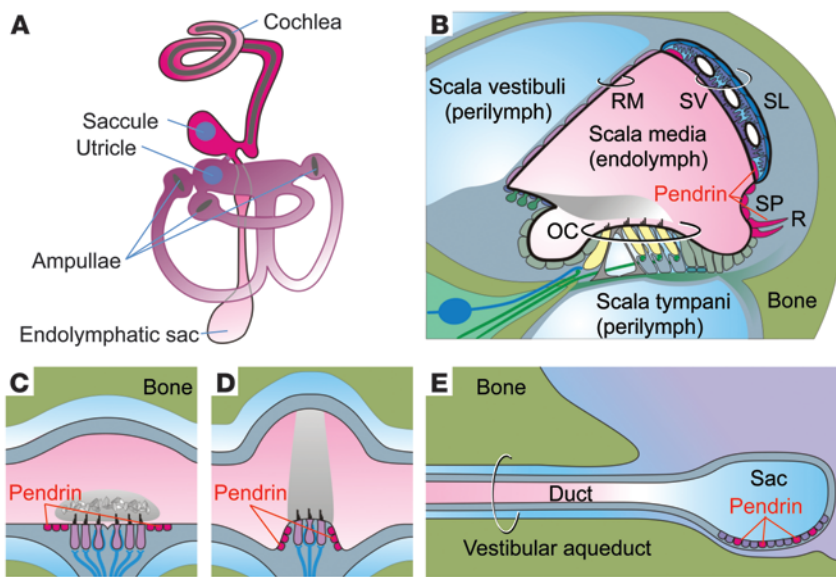 A
Cochlea
Saccule
Utricle
Ampullae
Endolymphatic sac
B
Scala vestibuli
(perilymph)
RM
SV
SL
Scala media
(endolymph)
Pendrin
SP
R
OC
Scala tympani
(perilymph)
Bone
C
Bone
Pendrin
D
Pendrin
E
Bone
Duct
Sac
Pendrin
Vestibular aqueduct